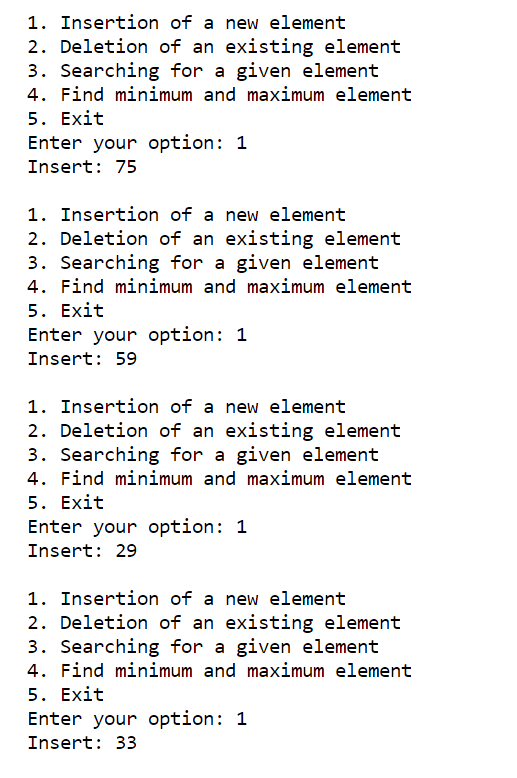 1. Insertion of a new element
2. Deletion of an existing element
3. Searching for a given element
4. Find minimum and maximum element
5. Exit
Enter your option: 1
Insert: 75
1. Insertion of a new element
2. Deletion of an existing element
3. Searching for a given element
4. Find minimum and maximum element
5. Exit
Enter your option: 1
Insert: 59
1. Insertion of a new element
2. Deletion of an existing element
3. Searching for a given element
4. Find minimum and maximum element
5. Exit
Enter your option: 1
Insert: 29
1. Insertion of a new element
2. Deletion of an existing element
3. Searching for a given element
4. Find minimum and maximum element
5. Exit
Enter your option: 1
Insert: 33